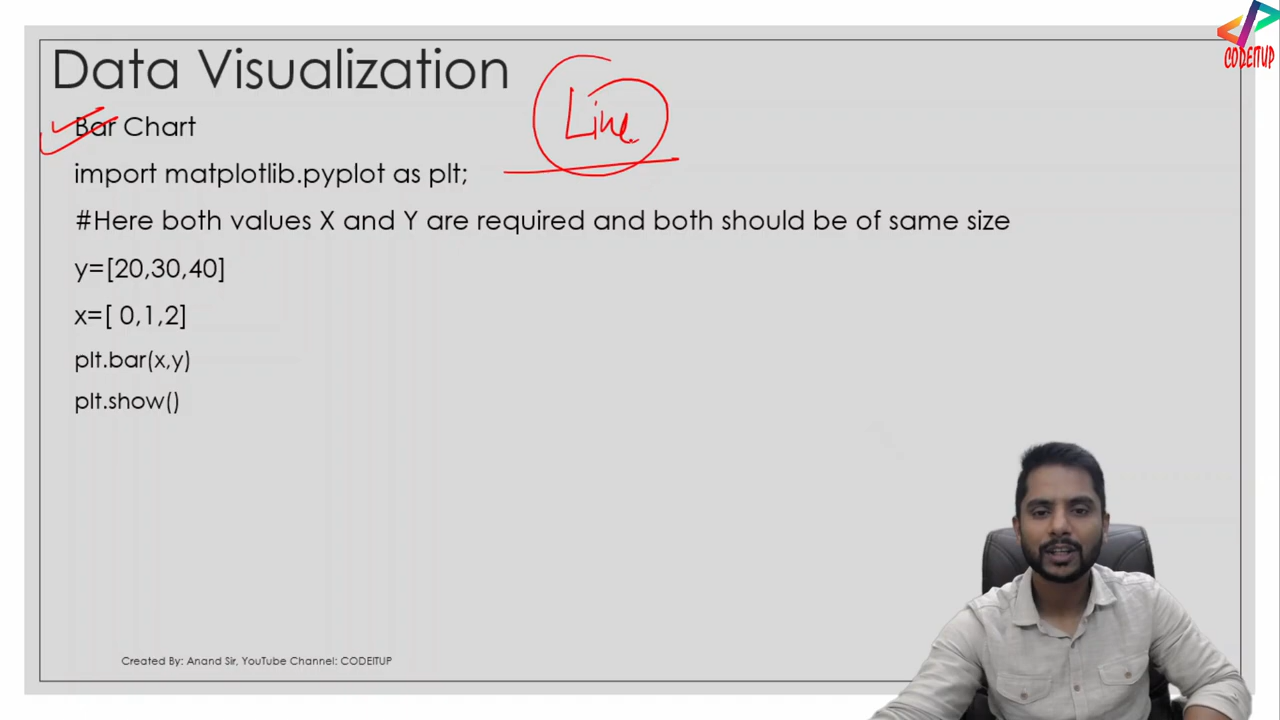 CODEITUP
Data Visualization
Line
Bar Chart
import matplotlib.pyplot as plt;
#Here both values X and Y are required and both should be of same size
y=[20,30,40]
x=[ 0,1,2]
plt.bar(x,y)
plt.show()
Created By: Anand Sir, YouTube Channel: CODEITUP